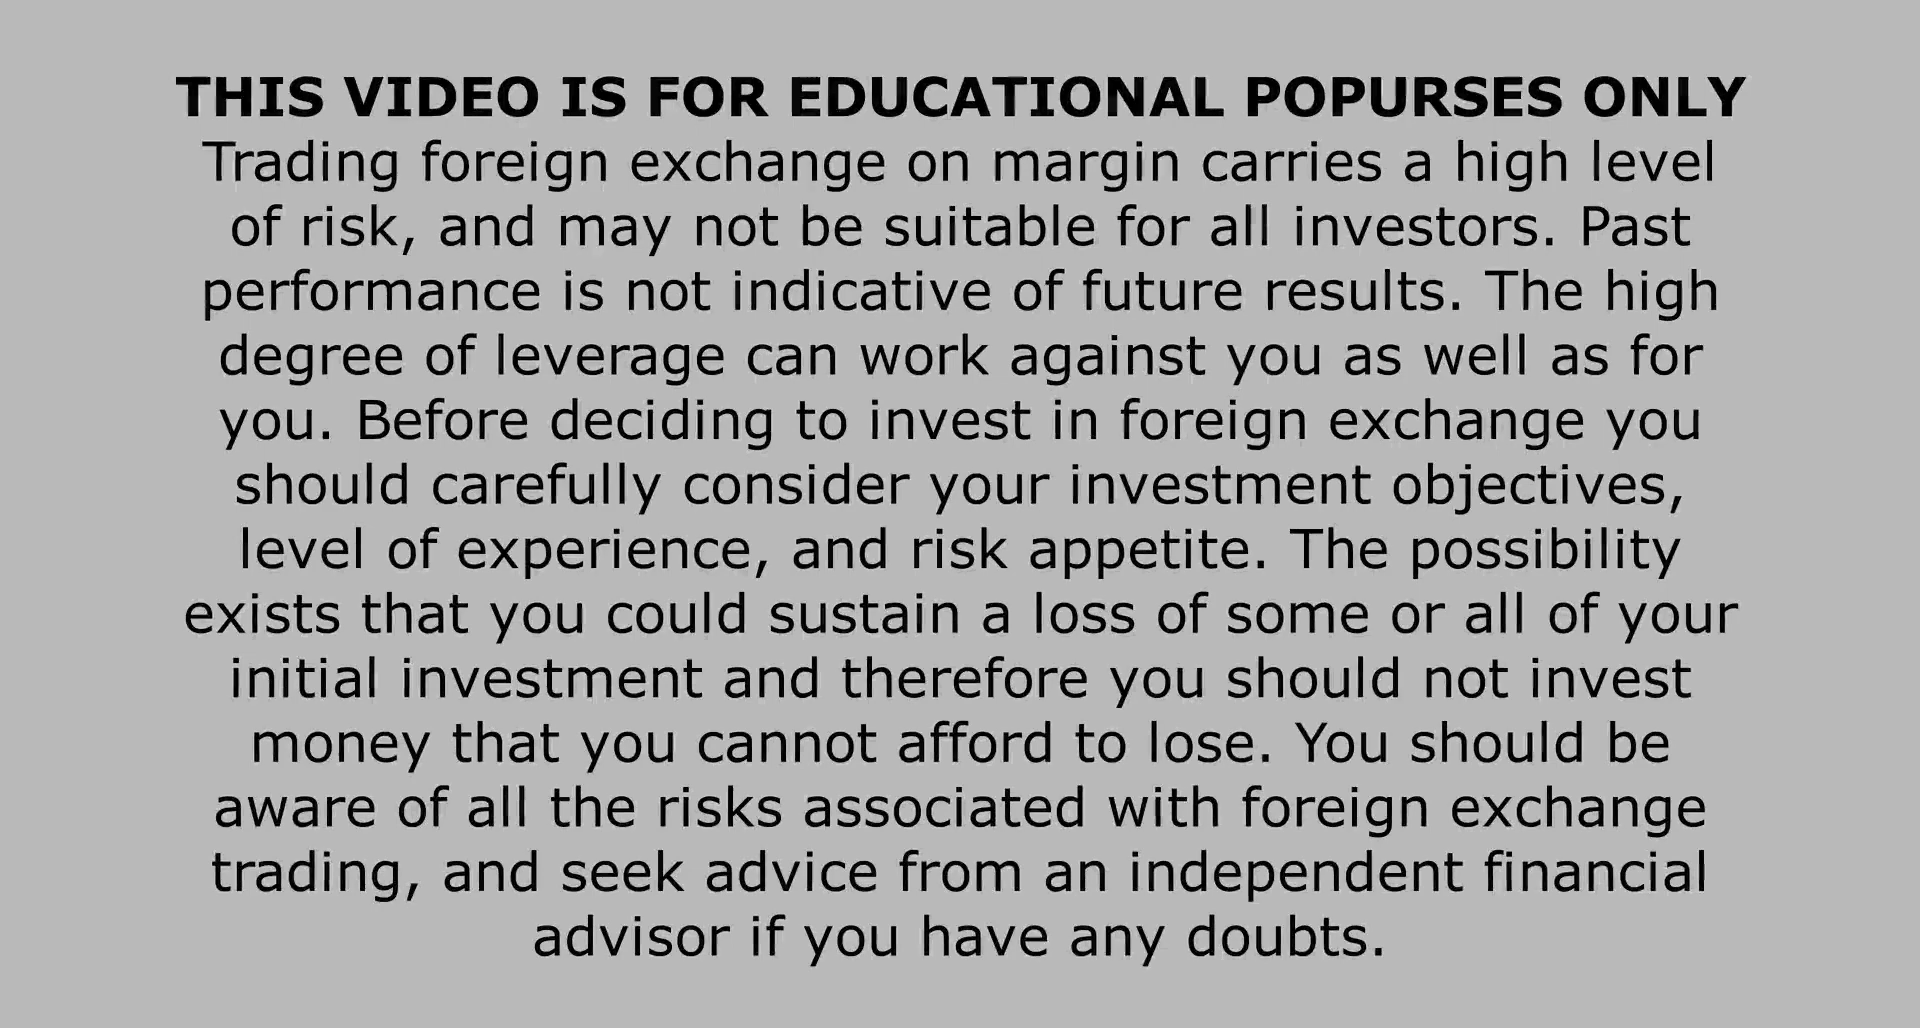 THIS VIDEO IS FOR EDUCATIONAL POPURSES ONLY
Trading foreign exchange on margin carries a high level
of risk, and may not be suitable for all investors. Past
performance is not indicative of future results. The high
degree of leverage can work against you as well as for
you. Before deciding to invest in foreign exchange you
should carefully consider your investment objectives,
level of experience, and risk appetite. The possibility
exists that you could sustain a loss of some or all of your
initial investment and therefore you should not invest
money that you cannot afford to lose. You should be
aware of all the risks associated with foreign exchange
trading, and seek advice from an independent financial
advisor if you have any doubts.